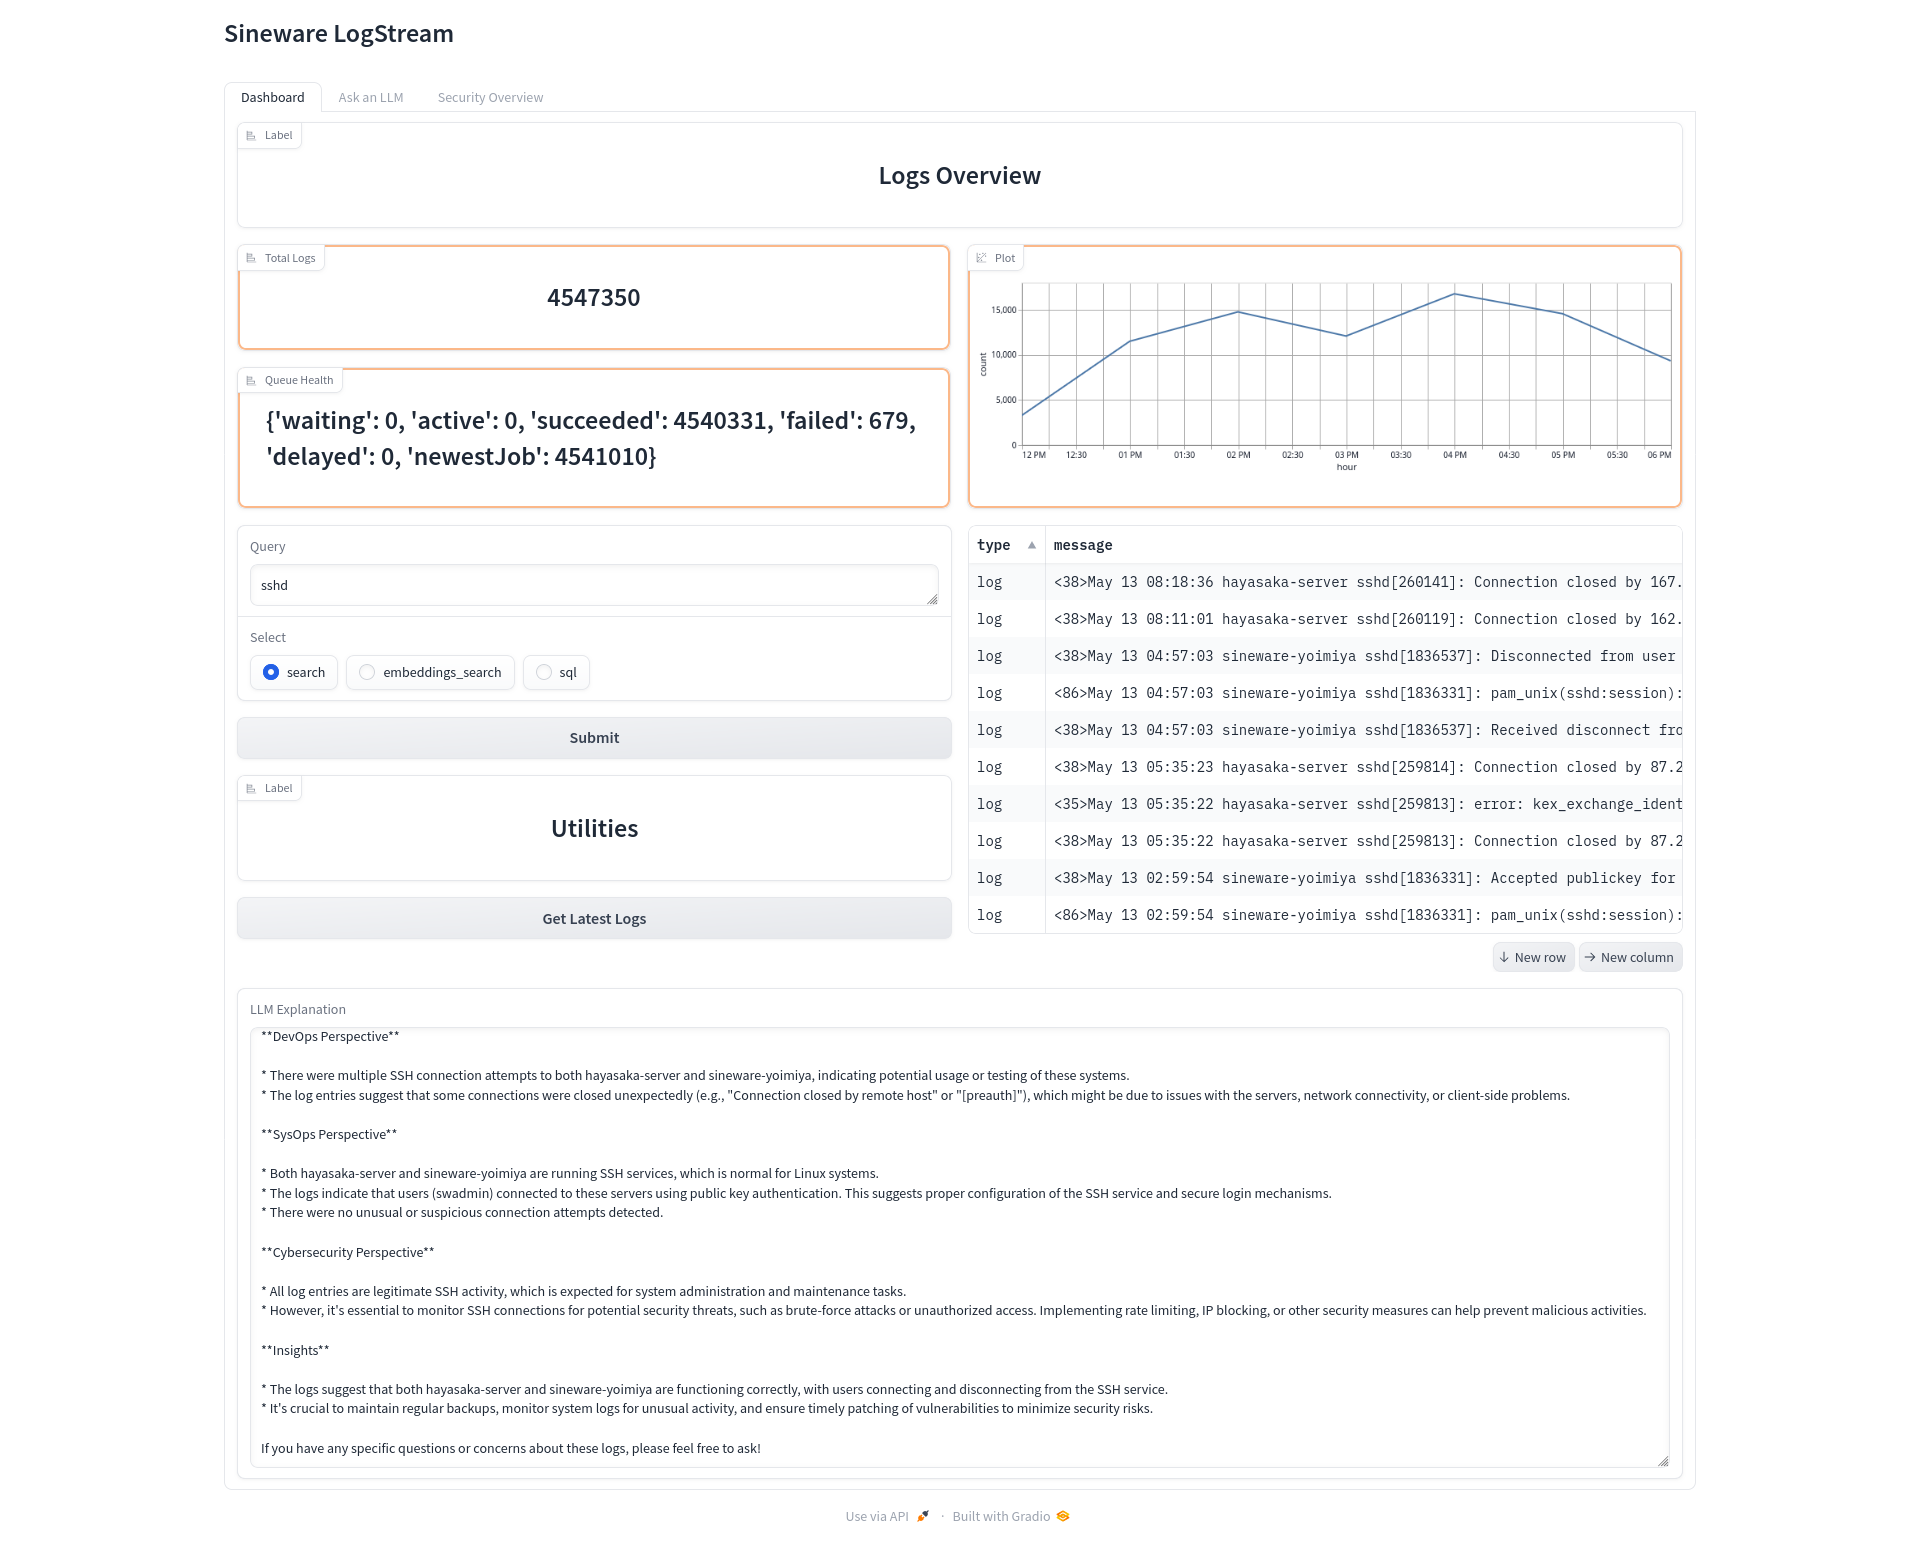 Sineware LogStream
Dashboard
Ask an LLM
Security Overview
Label
Logs Overview
Total Logs
4547350
Queue Health
{'waiting': 0, 'active': 0, 'succeeded': 4540331, 'failed': 679,
'delayed': 0, 'newestJob': 4541010}
Plot
count
15,000
10,000
5,000
0
12 PM 12:30 01 PM 01:30 02 PM 02:30 03 PM 03:30 04 PM 04:30 05 PM 05:30 06 PM
hour
Query
sshd
Select
search
embeddings_search
sql
Submit
Label
Utilities
Get Latest Logs
type ▲ message
log <38>May 13 08:18:36 hayasaka-server sshd[260141]: Connection closed by 167.
log <38>May 13 08:11:01 hayasaka-server sshd[260119]: Connection closed by 162.
log <38>May 13 04:57:03 sineware-yoimiya sshd[1836537]: Disconnected from user
log <86>May 13 04:57:03 sineware-yoimiya sshd[1836331]: pam_unix(sshd:session):
log <38>May 13 04:57:03 sineware-yoimiya sshd[1836537]: Received disconnect fro
log <38>May 13 05:35:23 hayasaka-server sshd[259814]: Connection closed by 87.2
log <35>May 13 05:35:22 hayasaka-server sshd[259813]: error: kex_exchange_ident
log <38>May 13 05:35:22 hayasaka-server sshd[259813]: Connection closed by 87.2
log <38>May 13 02:59:54 sineware-yoimiya sshd[1836331]: Accepted publickey for
log <86>May 13 02:59:54 sineware-yoimiya sshd[1836331]: pam_unix(sshd:session):
↓ New row
→ New column
LLM Explanation
**DevOps Perspective**
* There were multiple SSH connection attempts to both hayasaka-server and sineware-yoimiya, indicating potential usage or testing of these systems.
* The log entries suggest that some connections were closed unexpectedly (e.g., "Connection closed by remote host" or "[preauth]"), which might be due to issues with the servers, network connectivity, or client-side problems.
**SysOps Perspective**
* Both hayasaka-server and sineware-yoimiya are running SSH services, which is normal for Linux systems.
* The logs indicate that users (swadmin) connected to these servers using public key authentication. This suggests proper configuration of the SSH service and secure login mechanisms.
* There were no unusual or suspicious connection attempts detected.
**Cybersecurity Perspective**
* All log entries are legitimate SSH activity, which is expected for system administration and maintenance tasks.
* However, it's essential to monitor SSH connections for potential security threats, such as brute-force attacks or unauthorized access. Implementing rate limiting, IP blocking, or other security measures can help prevent malicious activities.
**Insights**
* The logs suggest that both hayasaka-server and sineware-yoimiya are functioning correctly, with users connecting and disconnecting from the SSH service.
* It's crucial to maintain regular backups, monitor system logs for unusual activity, and ensure timely patching of vulnerabilities to minimize security risks.
If you have any specific questions or concerns about these logs, please feel free to ask!
Use via API · Built with Gradio